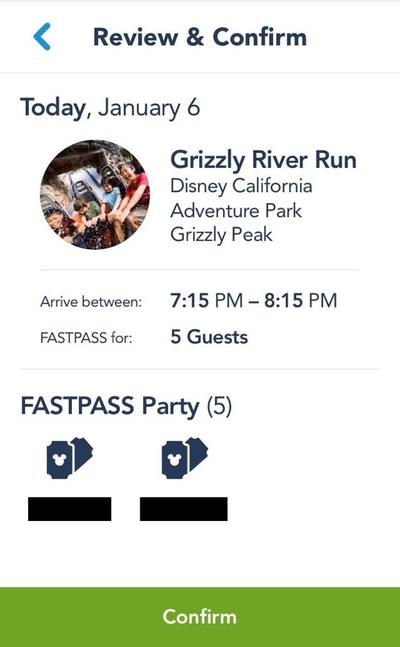 Review & Confirm
Today, January 6
Grizzly River Run
Disney California
Adventure Park
Grizzly Peak
Arrive between: 7:15 PM – 8:15 PM
FASTPASS for: 5 Guests
FASTPASS Party (5)
Confirm